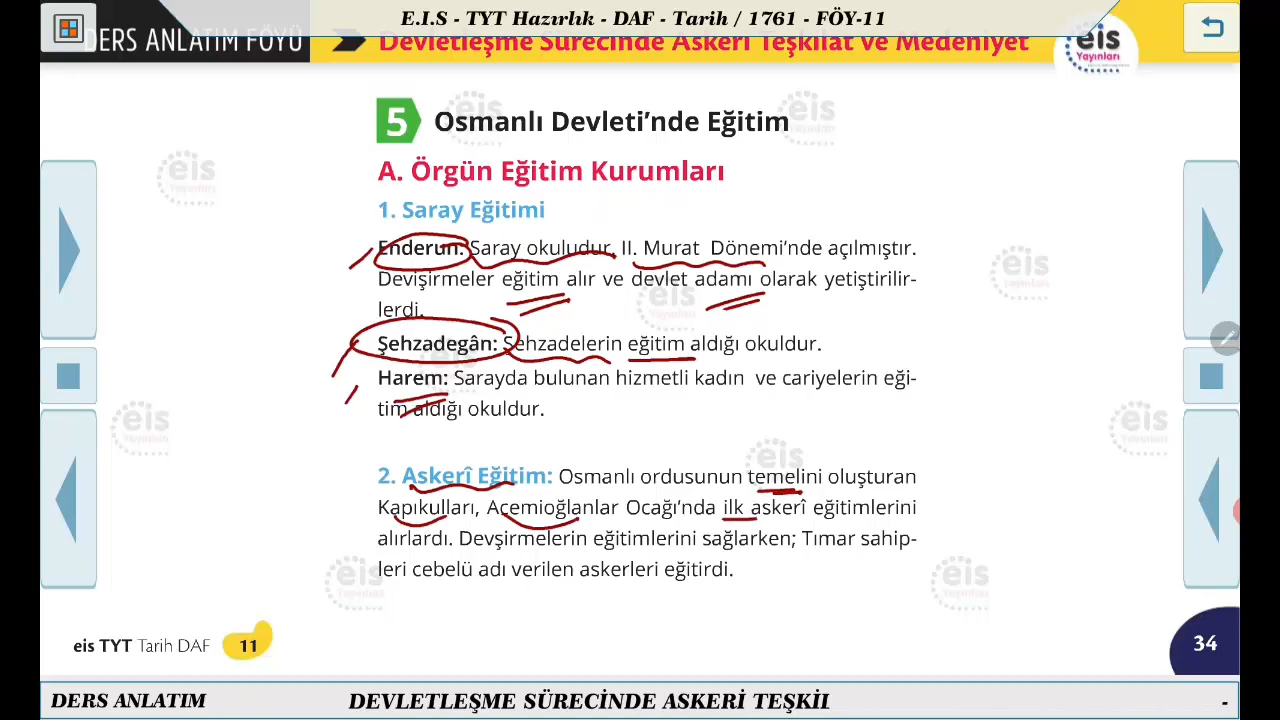 E.I.S - TYT Hazırlık - DAF - Tarih / 1761 - FÖY-11
DERS ANLATIM FÖYÜ
Devletleşme Sürecinde Askerî Teşkilat ve Medeniyet
eis
Yayınları
5 Osmanlı Devleti’nde Eğitim
A. Örgün Eğitim Kurumları
1. Saray Eğitimi
Enderun: Saray okuludur. II. Murat Dönemi’nde açılmıştır.
Devişirmeler eğitim alır ve devlet adamı olarak yetiştirilir-
lerdi.
Şehzadegân: Şehzadelerin eğitim aldığı okuldur.
Harem: Sarayda bulunan hizmetli kadın ve cariyelerin eği-
tim aldığı okuldur.
2. Askerî Eğitim: Osmanlı ordusunun temelini oluşturan
Kapıkulları, Acemioğlanlar Ocağı’nda ilk askerî eğitimlerini
alırlardı. Devşirmelerin eğitimlerini sağlarken; Tımar sahip-
leri cebelü adı verilen askerleri eğitirdi.
eis TYT Tarih DAF 11
34
DERS ANLATIM DEVLETLEŞME SÜRECİNDE ASKERİ TEŞKİl -